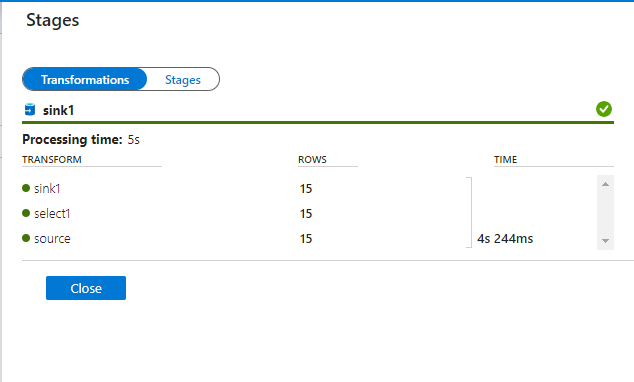 Stages
Transformations Stages
sink1
Processing time: 5s
TRANSFORM ROWS TIME
sink1 15
select1 15
source 15 4s 244ms
Close